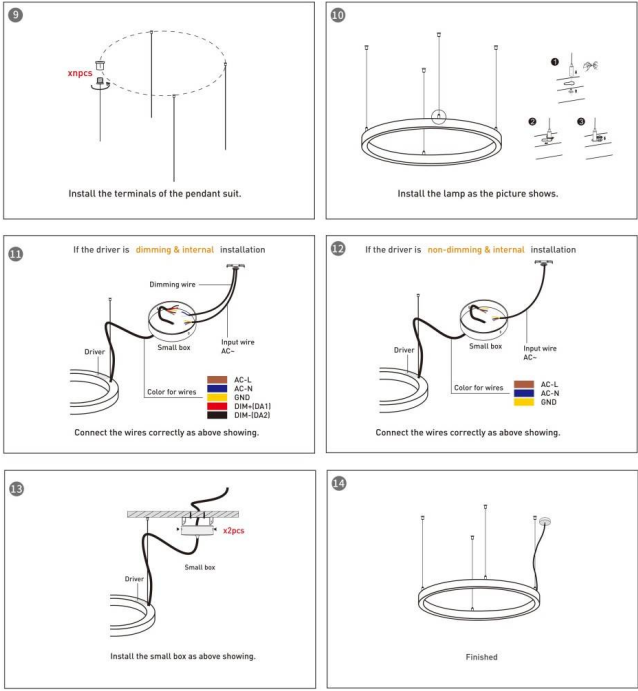 9
xnpcs
Install the terminals of the pendant suit.
10
1
2
3
Install the lamp as the picture shows.
11
If the driver is dimming & internal installation
Dimming wire
Small box
Input wire
AC~
Driver
Color for wires
AC-L
AC-N
GND
DIM+(DA1)
DIM-(DA2)
Connect the wires correctly as above showing.
12
If the driver is non-dimming & internal installation
Small box
Input wire
AC~
Driver
Color for wires
AC-L
AC-N
GND
Connect the wires correctly as above showing.
13
x2pcs
Small box
Driver
Install the small box as above showing.
14
Finished